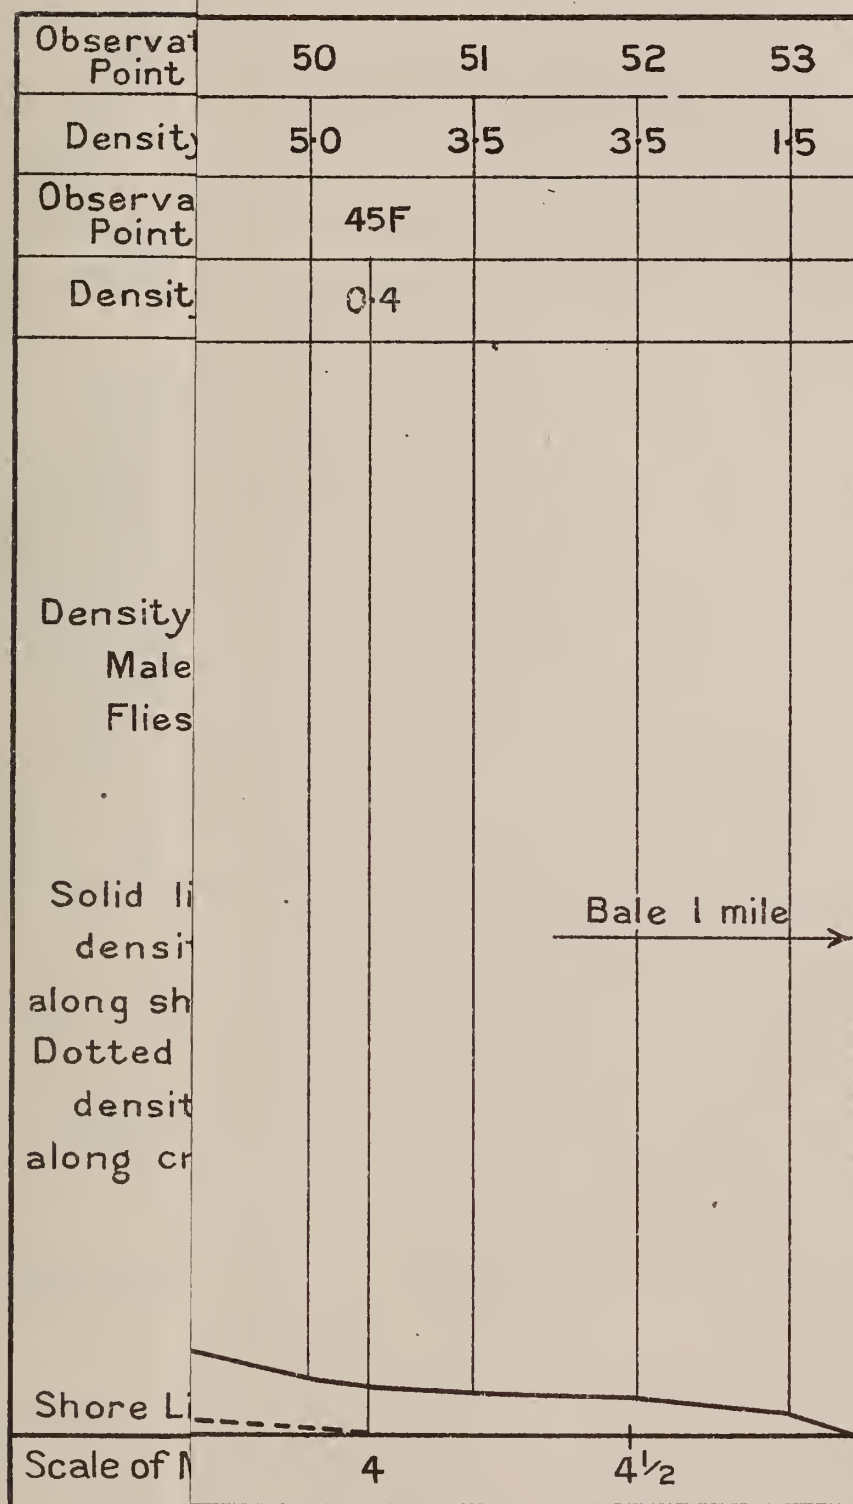 Observat
Point 50 51 52 53
Density 5·0 3·5 3·5 1·5
Observa
Point 45F
Densit 0·4
Density
Male
Flies
Solid li
densit
along sh
Dotted
densit
along cr
Bale 1 mile
Shore Li
Scale of M 4 4½